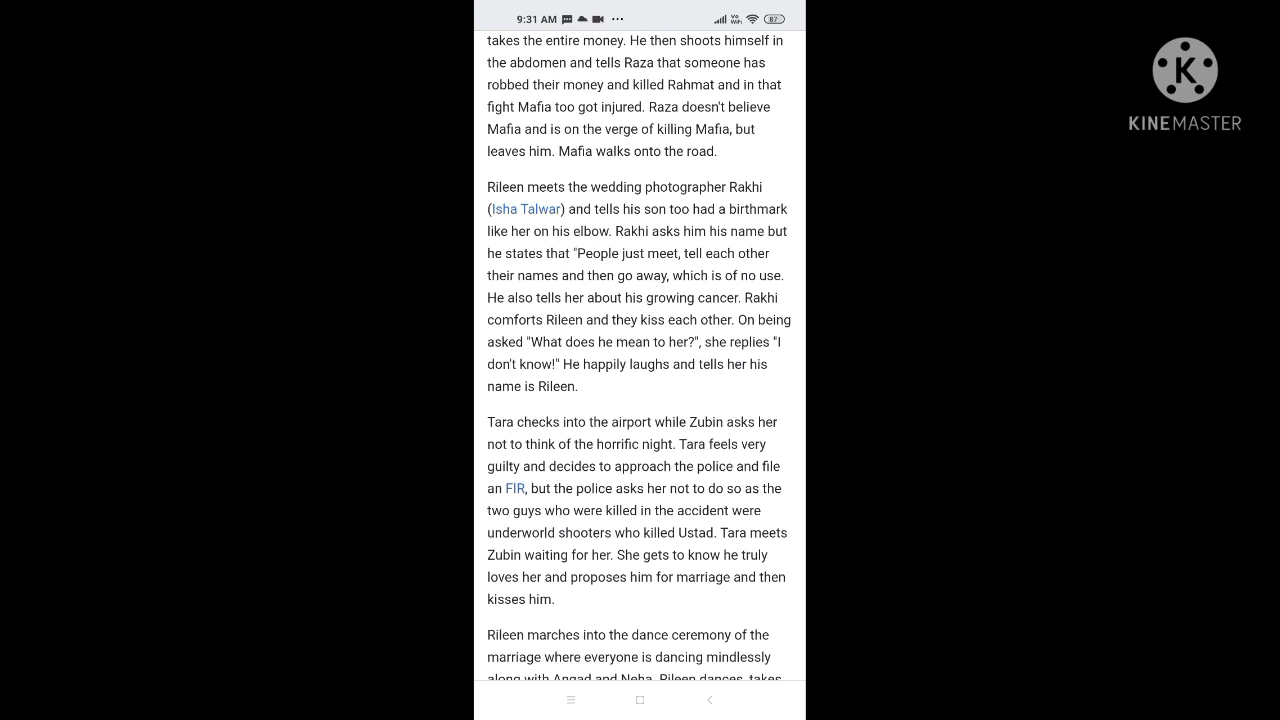 9:31 AM
Vo
WiFi
87
takes the entire money. He then shoots himself in
the abdomen and tells Raza that someone has
robbed their money and killed Rahmat and in that
fight Mafia too got injured. Raza doesn't believe
Mafia and is on the verge of killing Mafia, but
leaves him. Mafia walks onto the road.
Rileen meets the wedding photographer Rakhi
(Isha Talwar) and tells his son too had a birthmark
like her on his elbow. Rakhi asks him his name but
he states that "People just meet, tell each other
their names and then go away, which is of no use.
He also tells her about his growing cancer. Rakhi
comforts Rileen and they kiss each other. On being
asked "What does he mean to her?", she replies "I
don't know!" He happily laughs and tells her his
name is Rileen.
Tara checks into the airport while Zubin asks her
not to think of the horrific night. Tara feels very
guilty and decides to approach the police and file
an FIR, but the police asks her not to do so as the
two guys who were killed in the accident were
underworld shooters who killed Ustad. Tara meets
Zubin waiting for her. She gets to know he truly
loves her and proposes him for marriage and then
kisses him.
Rileen marches into the dance ceremony of the
marriage where everyone is dancing mindlessly
along with Angad and Neha. Rileen dances, takes
K
KINEMASTER